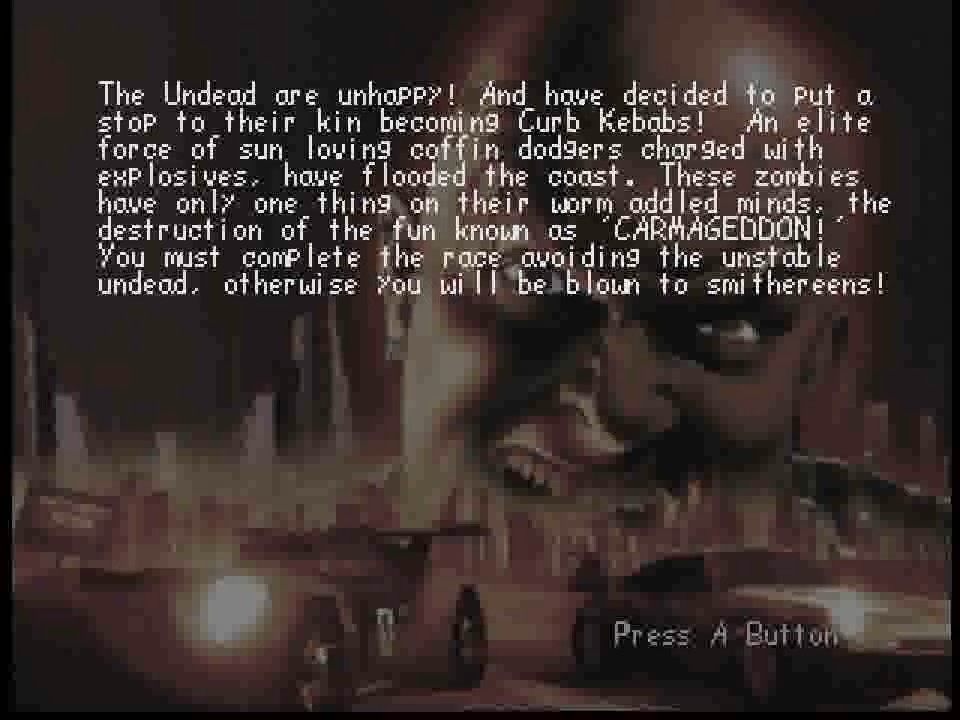 The Undead are unhappy! And have decided to put a
stop to their kin becoming Curb Kebabs! An elite
force of sun loving coffin dodgers charged with
explosives, have flooded the coast. These zombies
have only one thing on their worm addled minds, the
destruction of the fun known as 'CARMAGEDDON!'
You must complete the race avoiding the unstable
undead, otherwise you will be blown to smithereens!
Press A Button